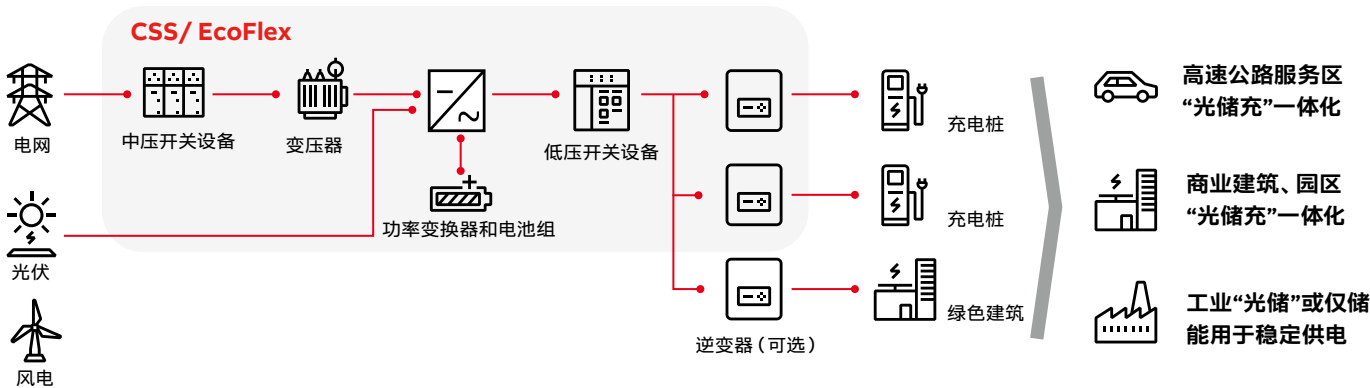 CSS/ EcoFlex
电网
中压开关设备
变压器
低压开关设备
充电桩
高速公路服务区
“光储充”一体化
光伏
功率变换器和电池组
充电桩
商业建筑、园区
“光储充”一体化
风电
逆变器（可选）
绿色建筑
工业“光储”或仅储
能用于稳定供电